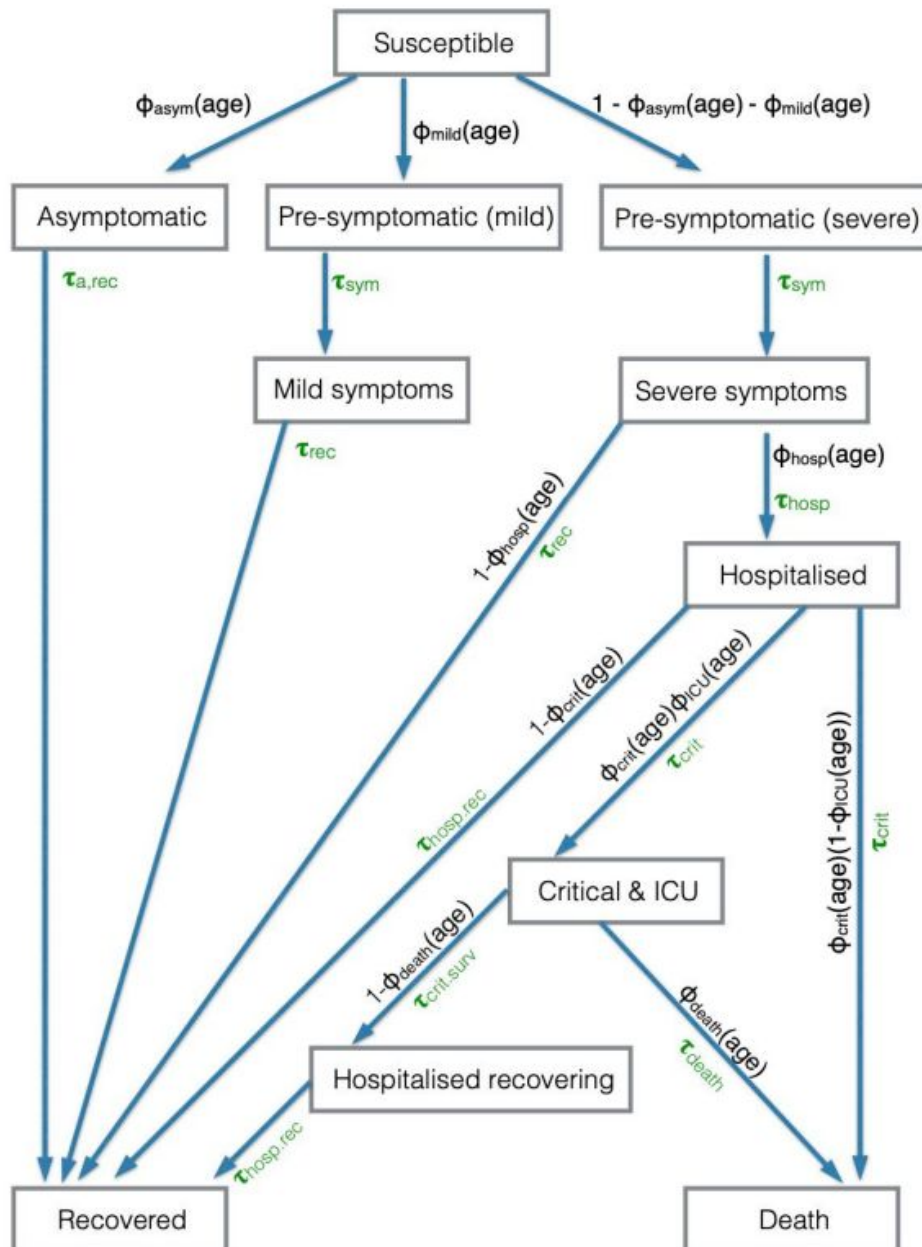 Susceptible
ϕasym(age)
ϕmild(age)
1 - ϕasym(age) - ϕmild(age)
Asymptomatic
Pre-symptomatic (mild)
Pre-symptomatic (severe)
τa,rec
τsym
τsym
Mild symptoms
Severe symptoms
τrec
ϕhosp(age)
τhosp
1-ϕhosp(age)
τrec
Hospitalised
1-ϕcrit(age)
τhosp.rec
ϕcrit(age)ϕICU(age)
τcrit
ϕcrit(age)(1-ϕICU(age))
τcrit
Critical & ICU
1-ϕdeath(age)
τcrit.surv
ϕdeath(age)
τdeath
Hospitalised recovering
τhosp.rec
Recovered
Death